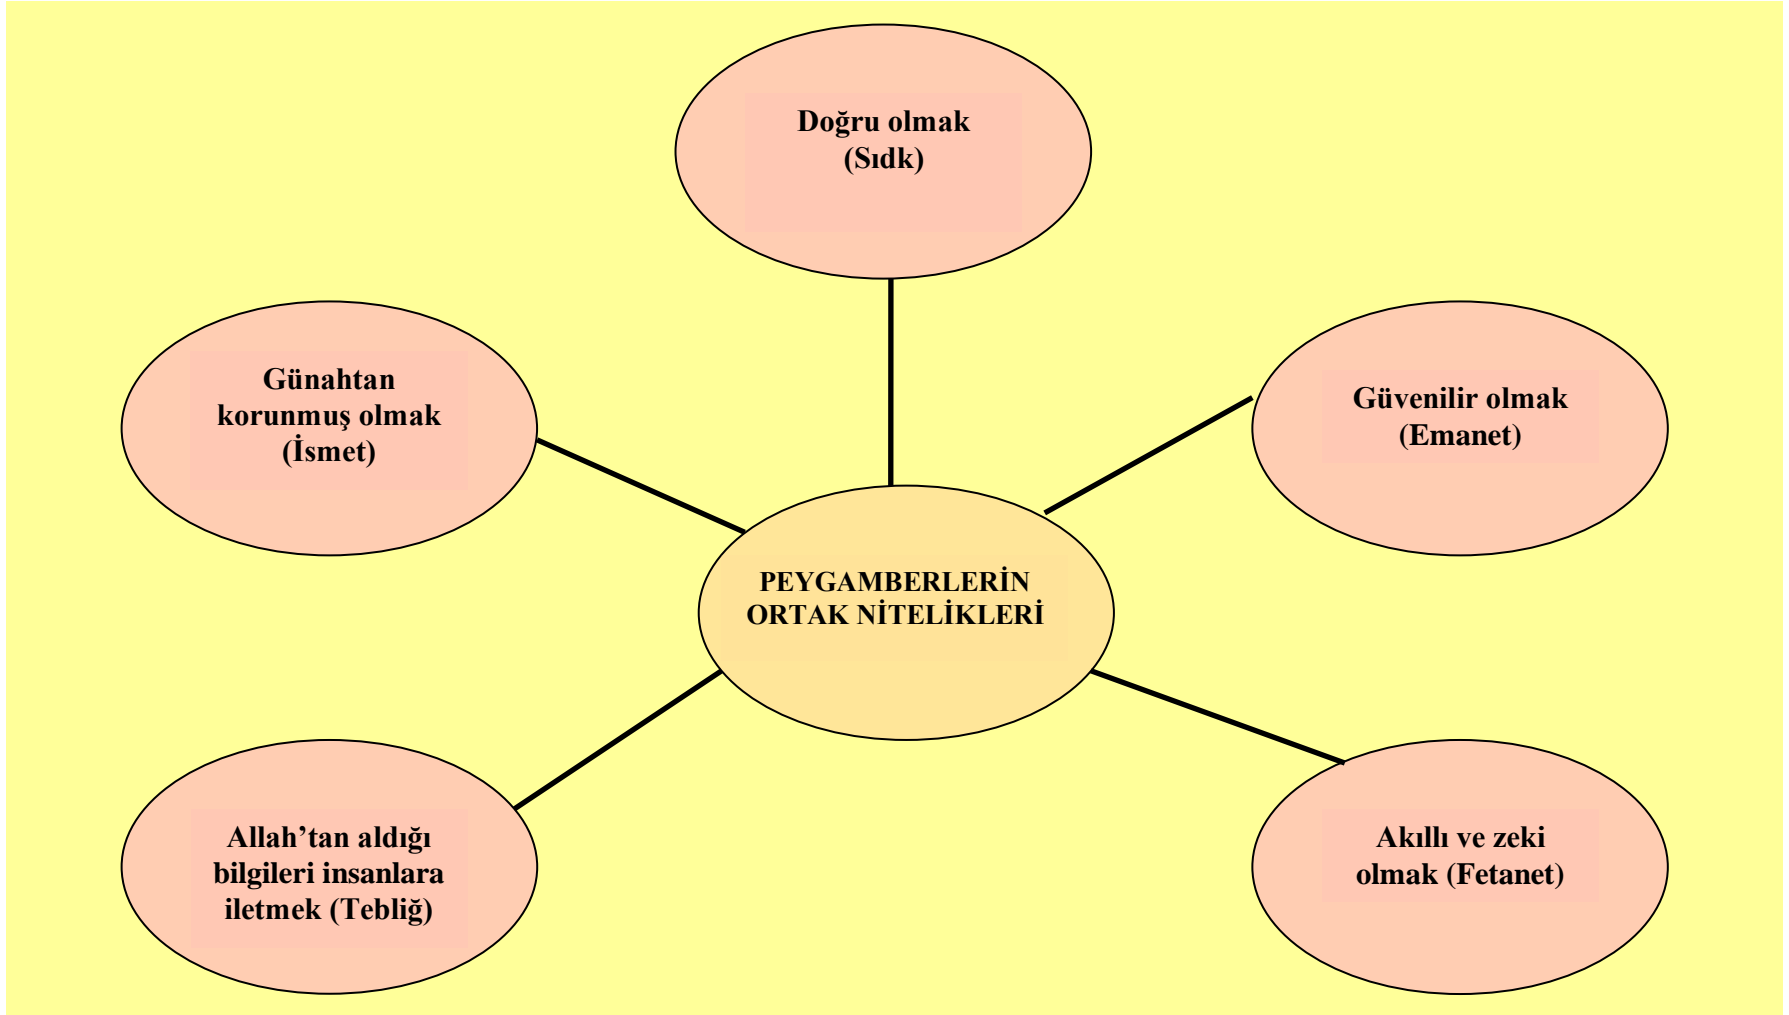 Doğru olmak
(Sıdk)
Günahtan
korunmuş olmak
(İsmet)
Güvenilir olmak
(Emanet)
PEYGAMBERLERİN
ORTAK NİTELİKLERİ
Allah’tan aldığı
bilgileri insanlara
iletmek (Tebliğ)
Akıllı ve zeki
olmak (Fetanet)